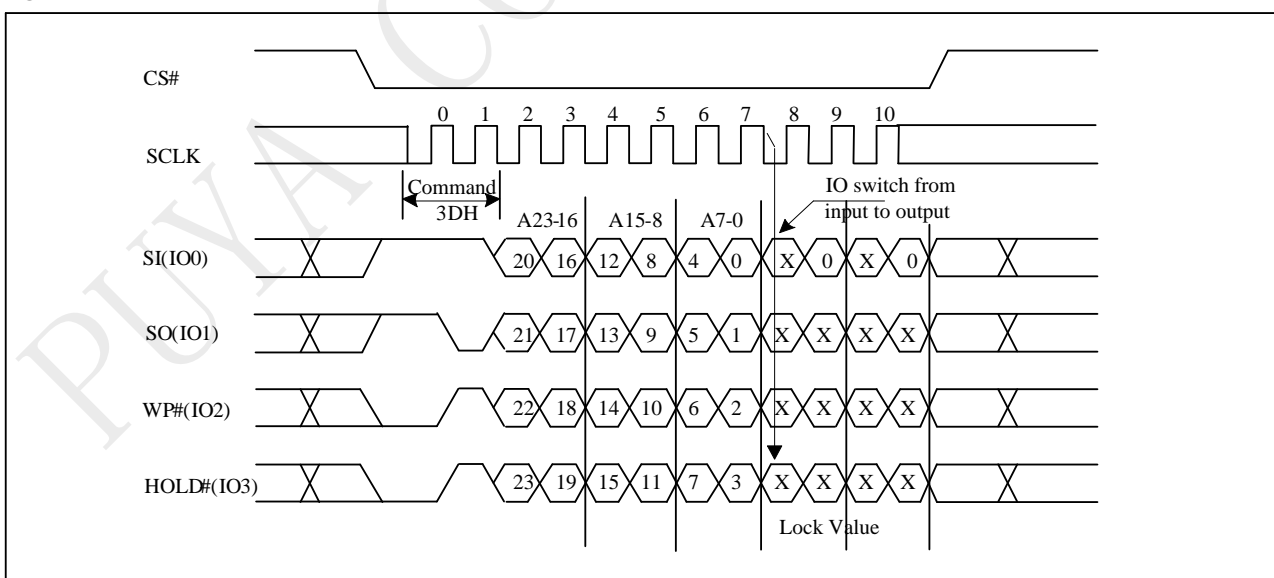 PUYA CO
CS#
0 1 2 3 4 5 6 7 8 9 10
SCLK
Command
3DH
IO switch from
input to output
A23-16 A15-8 A7-0
SI(IO0) 20 16 12 8 4 0 X 0 X 0
SO(IO1) 21 17 13 9 5 1 X X X X
WP#(IO2) 22 18 14 10 6 2 X X X X
HOLD#(IO3) 23 19 15 11 7 3 X X X X
Lock Value